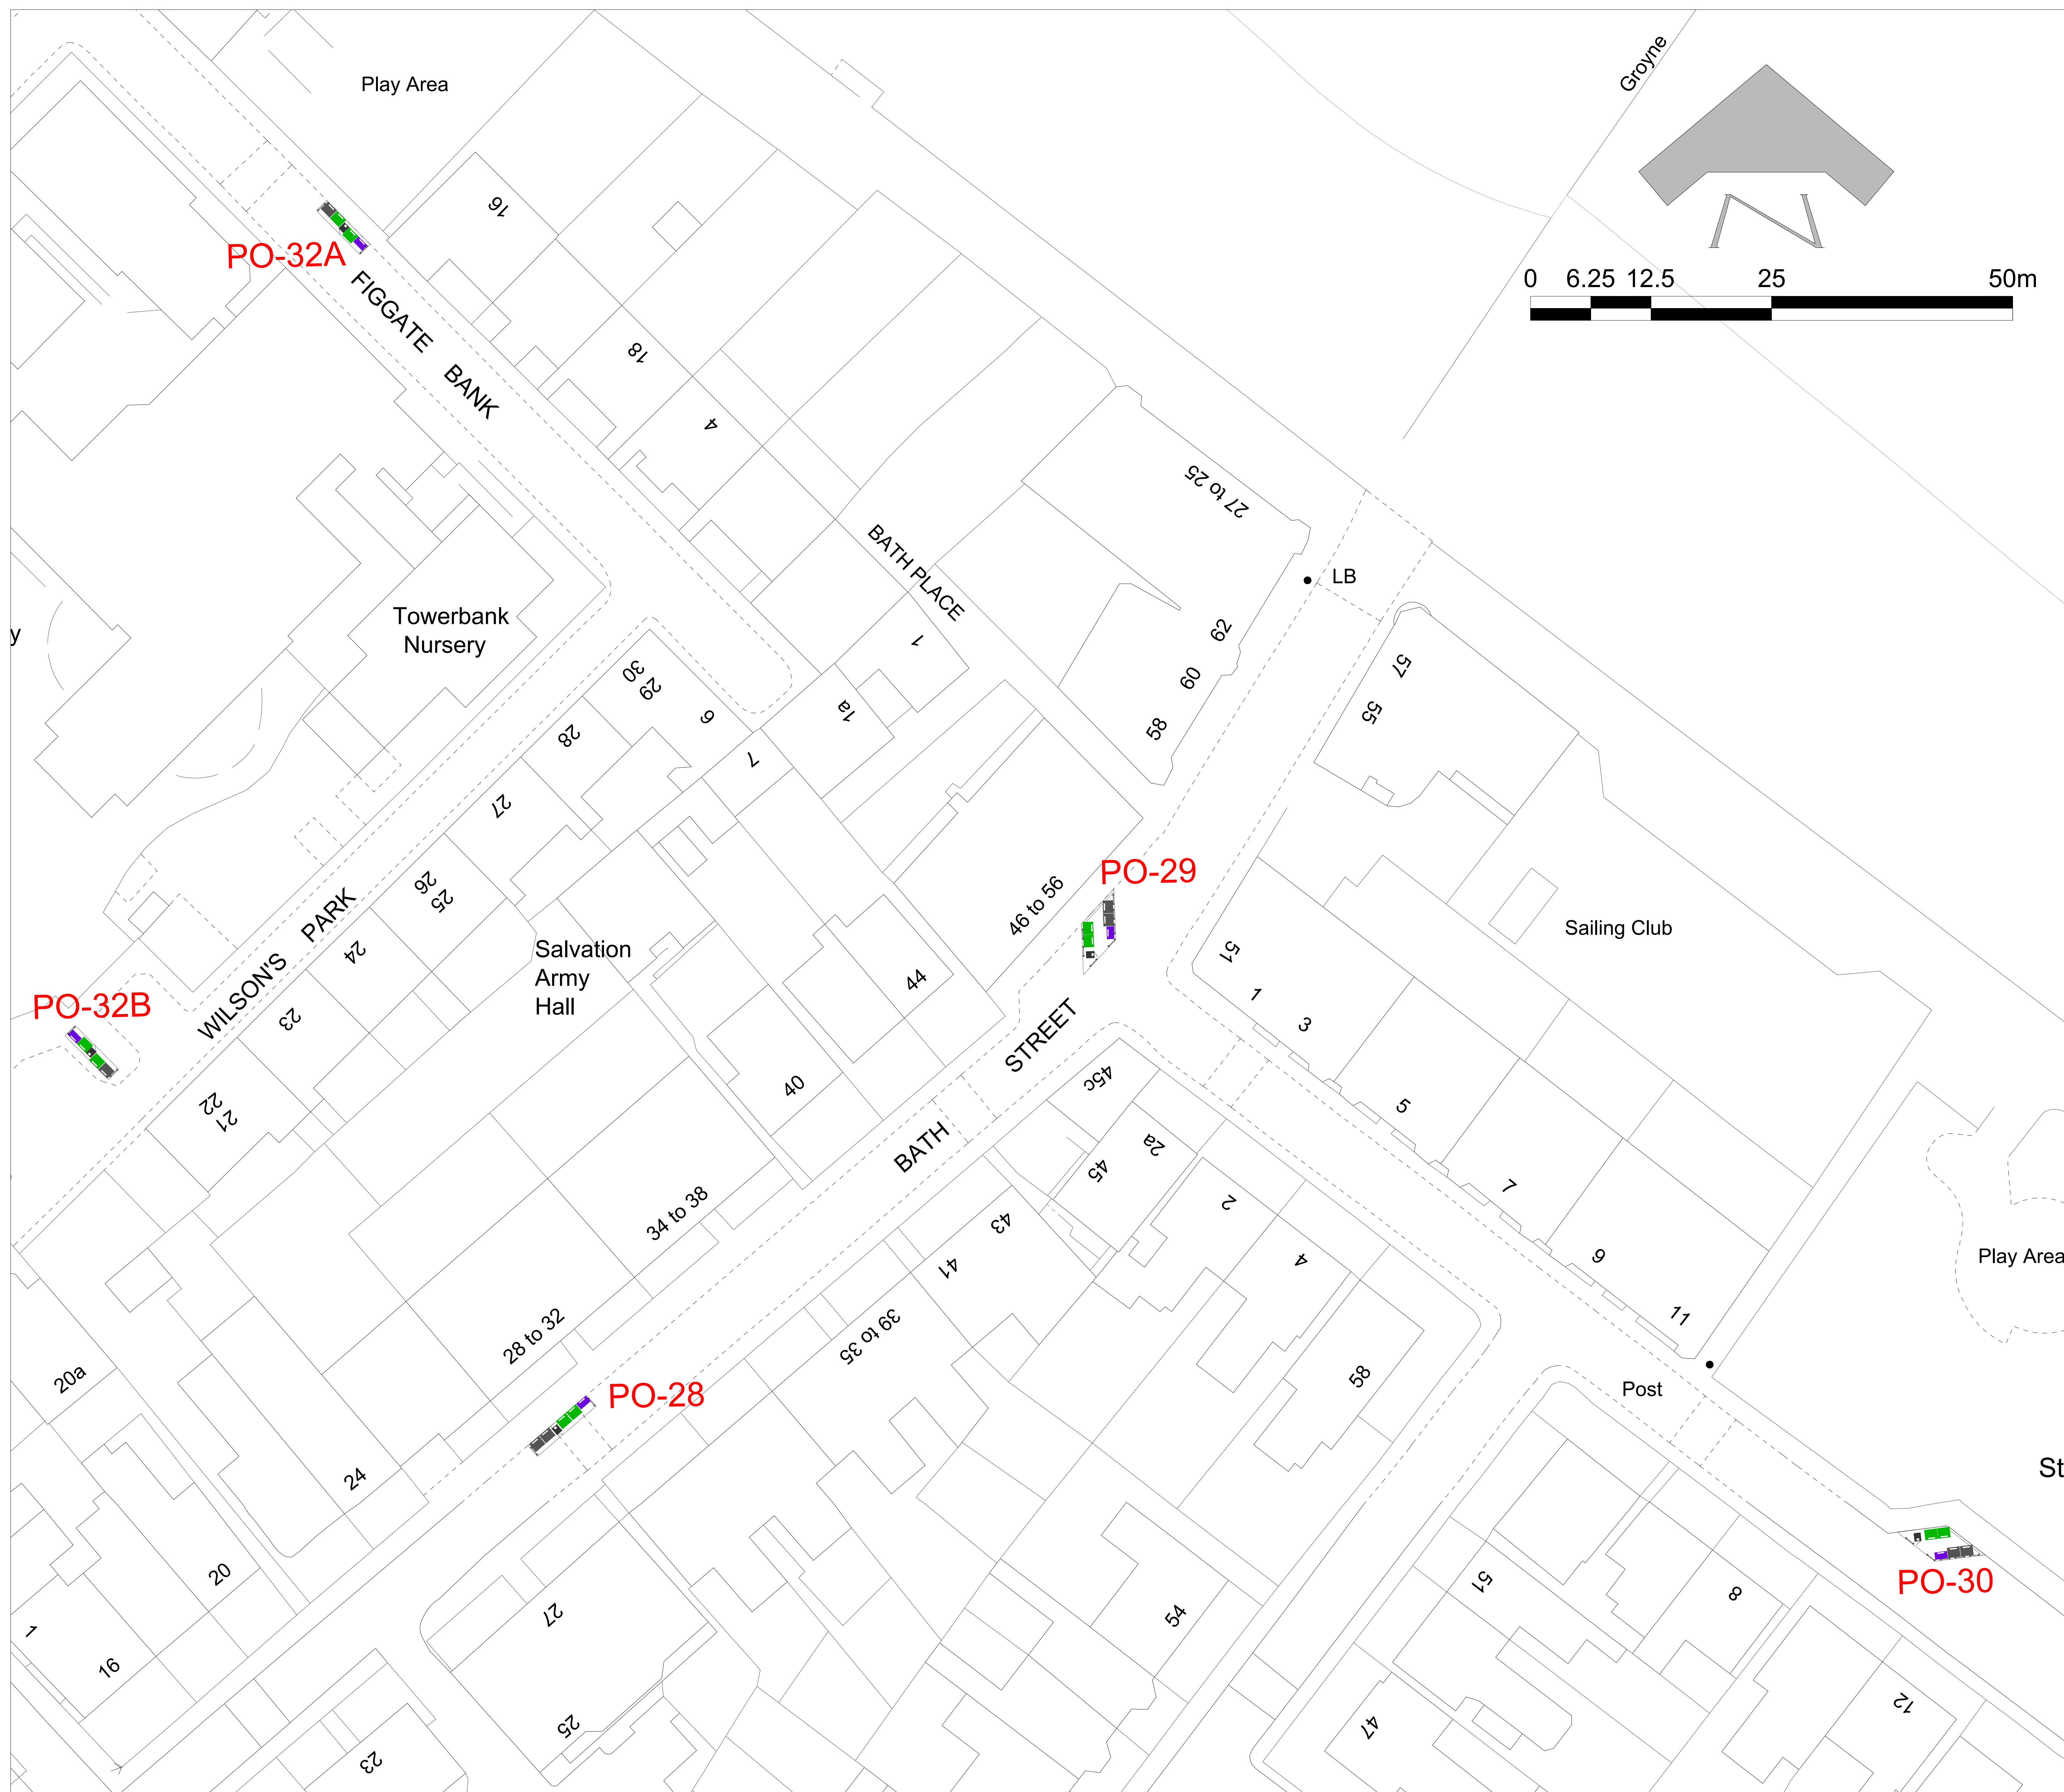 Groyne
Play Area
0 6.25 12.5 25 50m
16
PO-32A
FIGGATE BANK
18
4
27 to 25
BATH PLACE
LB
Towerbank
Nursery
y
62
1
57
60
55
30
29
28
6
1a
58
7
27
PO-29
26
25
46 to 56
WILSON'S PARK
Salvation
Army
Hall
Sailing Club
24
44
51
1
3
PO-32B
23
BATH STREET
45c
40
5
22
21
2a
45
2
7
34 to 38
43
41
4
9
Play Area
11
28 to 32
39 to 35
20a
58
Post
PO-28
24
St
20
27
54
51
8
PO-30
1
16
25
47
12
23